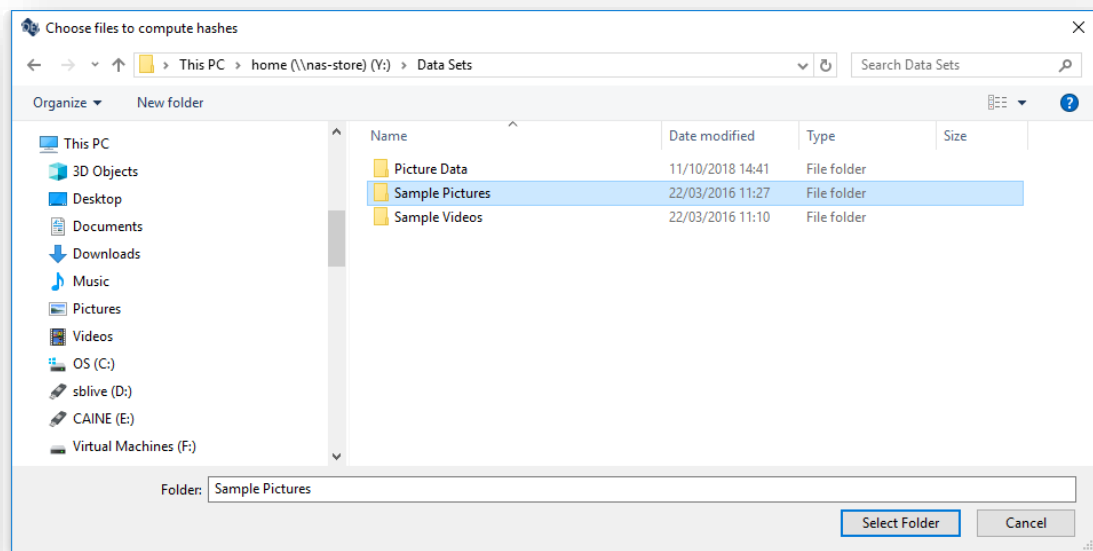 Choose files to compute hashes
This PC > home (\\nas-store) (Y:) > Data Sets
Search Data Sets
Organize New folder
Name Date modified Type Size
Picture Data 11/10/2018 14:41 File folder
Sample Pictures 22/03/2016 11:27 File folder
Sample Videos 22/03/2016 11:10 File folder
This PC
3D Objects
Desktop
Documents
Downloads
Music
Pictures
Videos
OS (C:)
sblive (D:)
CAINE (E:)
Virtual Machines (F:)
Folder: Sample Pictures
Select Folder Cancel